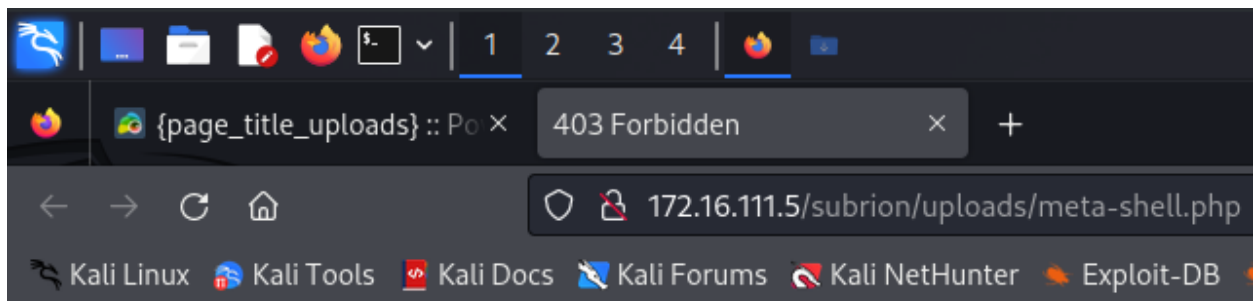 1 2 3 4
{page_title_uploads} :: Po 403 Forbidden
172.16.111.5/subrion/uploads/meta-shell.php
Kali Linux Kali Tools Kali Docs Kali Forums Kali NetHunter Exploit-DB